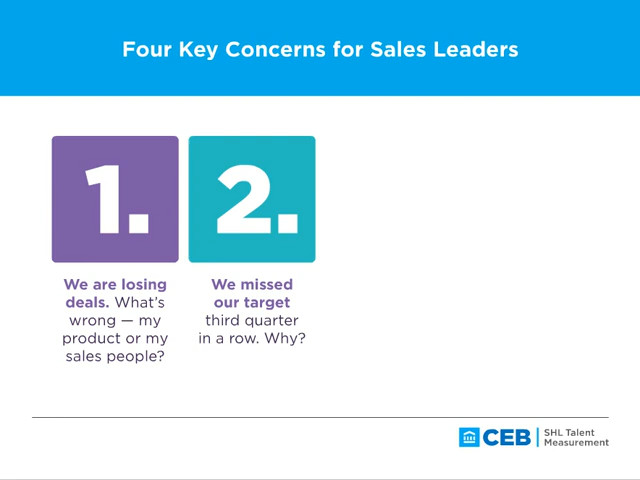 Four Key Concerns for Sales Leaders
1.
2.
We are losing
deals. What's
wrong — my
product or my
sales people?
We missed
our target
third quarter
in a row. Why?
CEB
SHL Talent
Measurement